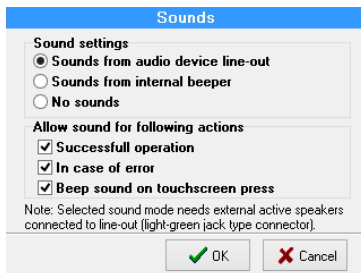 Sounds
Sound settings
Sounds from audio device line-out
Sounds from internal beeper
No sounds
Allow sound for following actions
Successfull operation
In case of error
Beep sound on touchscreen press
Note: Selected sound mode needs external active speakers
connected to line-out (light-green jack type connector).
OK
Cancel